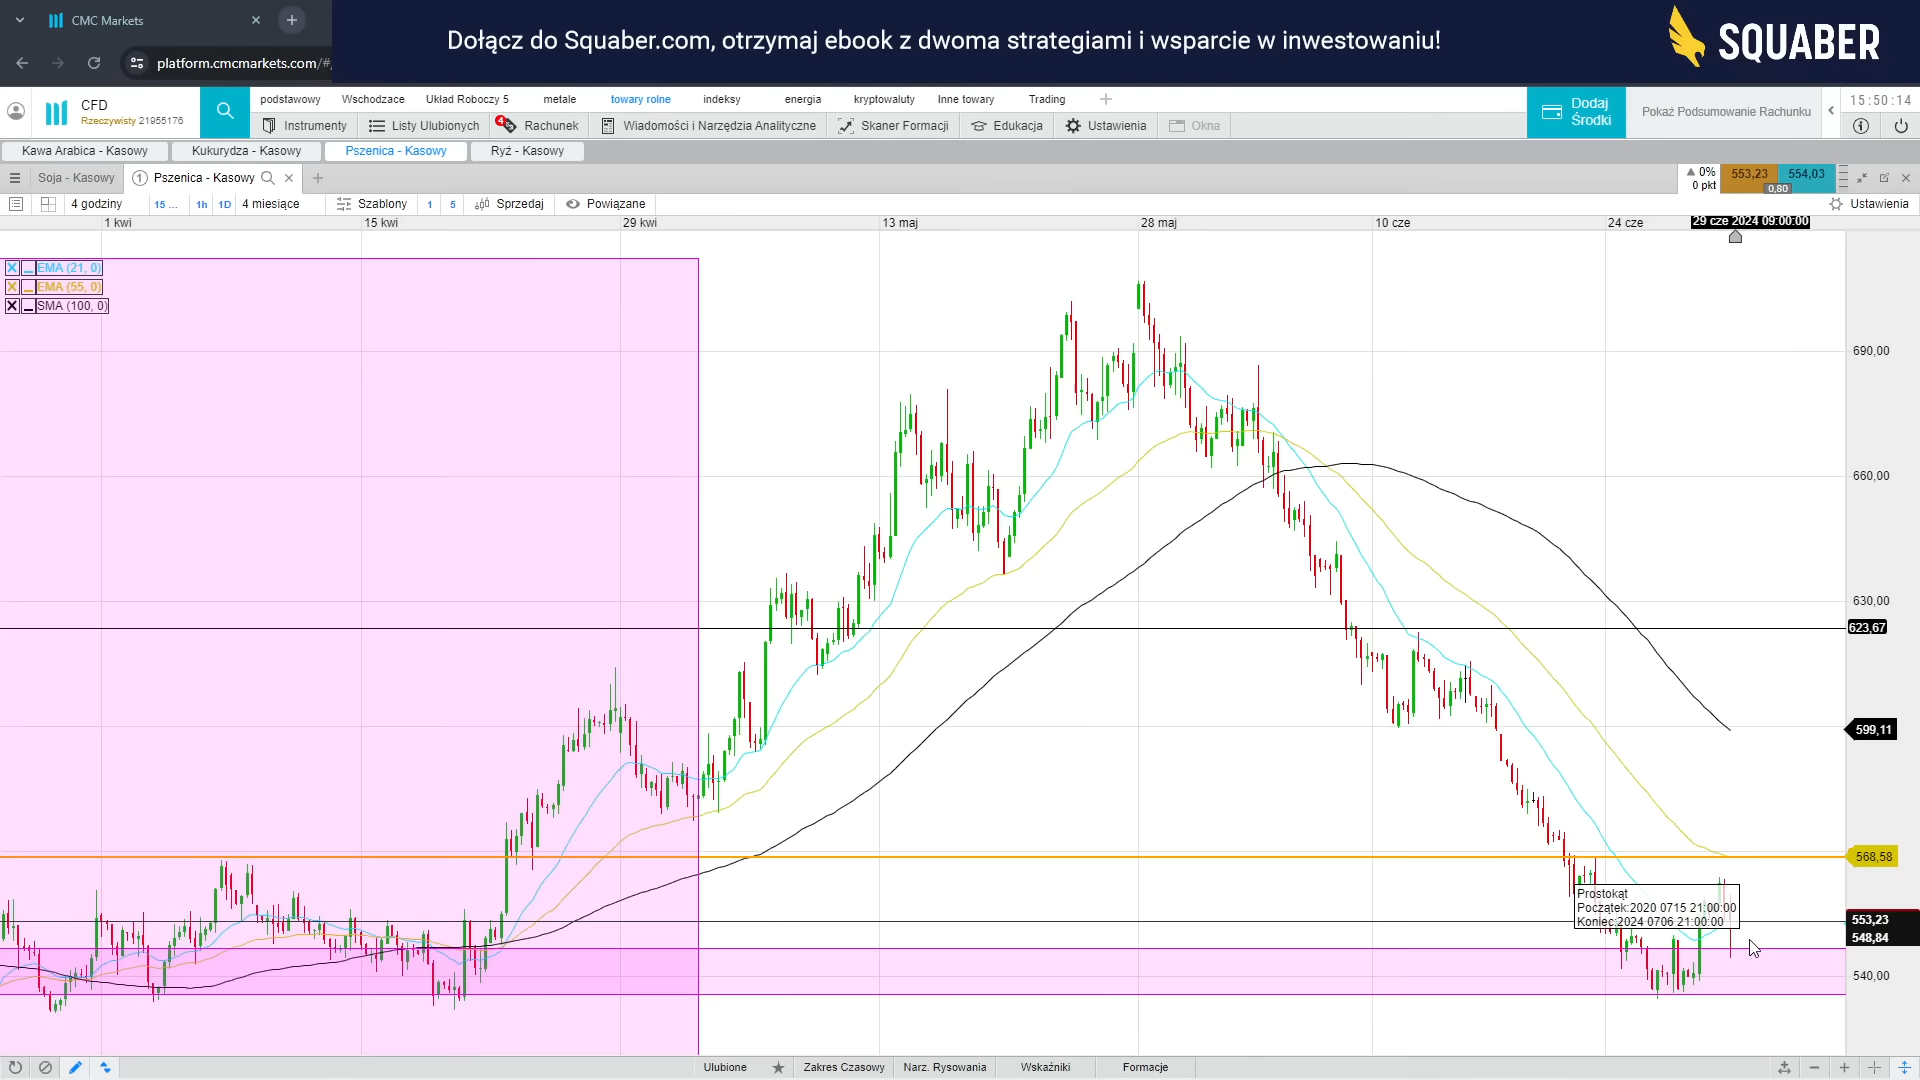 CMC Markets
platform.cmcmarkets.com/#
Dołącz do Squaber.com, otrzymaj ebook z dwoma strategiami i wsparcie w inwestowaniu!
SQUABER
CFD
Rzeczywisty 21955176
podstawowy Wschodzace Układ Roboczy 5 metale towary rolne indeksy energia kryptowaluty Inne towary Trading
Instrumenty Listy Ulubionych 4 Rachunek Wiadomości i Narzędzia Analityczne Skaner Formacji Edukacja Ustawienia Okna
Dodaj
Środki
Pokaż Podsumowanie Rachunku
15:50:14
Kawa Arabica - Kasowy Kukurydza - Kasowy Pszenica - Kasowy Ryż - Kasowy
Soja - Kasowy 1 Pszenica - Kasowy
0%
0 pkt
553,23 554,03
0,80
4 godziny 15 ... 1h 1D 4 miesiące Szablony 1 5 Sprzedaj Powiązane Ustawienia
1 kwi 15 kwi 29 kwi 13 maj 28 maj 10 cze 24 cze 29 cze 2024 09:00:00
EMA (21, 0)
EMA (55, 0)
SMA (100, 0)
690,00
660,00
630,00
623,67
599,11
568,58
Prostokąt
Początek:2020 0715 21:00:00
Koniec:2024 0706 21:00:00
553,23
548,84
540,00
Ulubione Zakres Czasowy Narz. Rysowania Wskaźniki Formacje